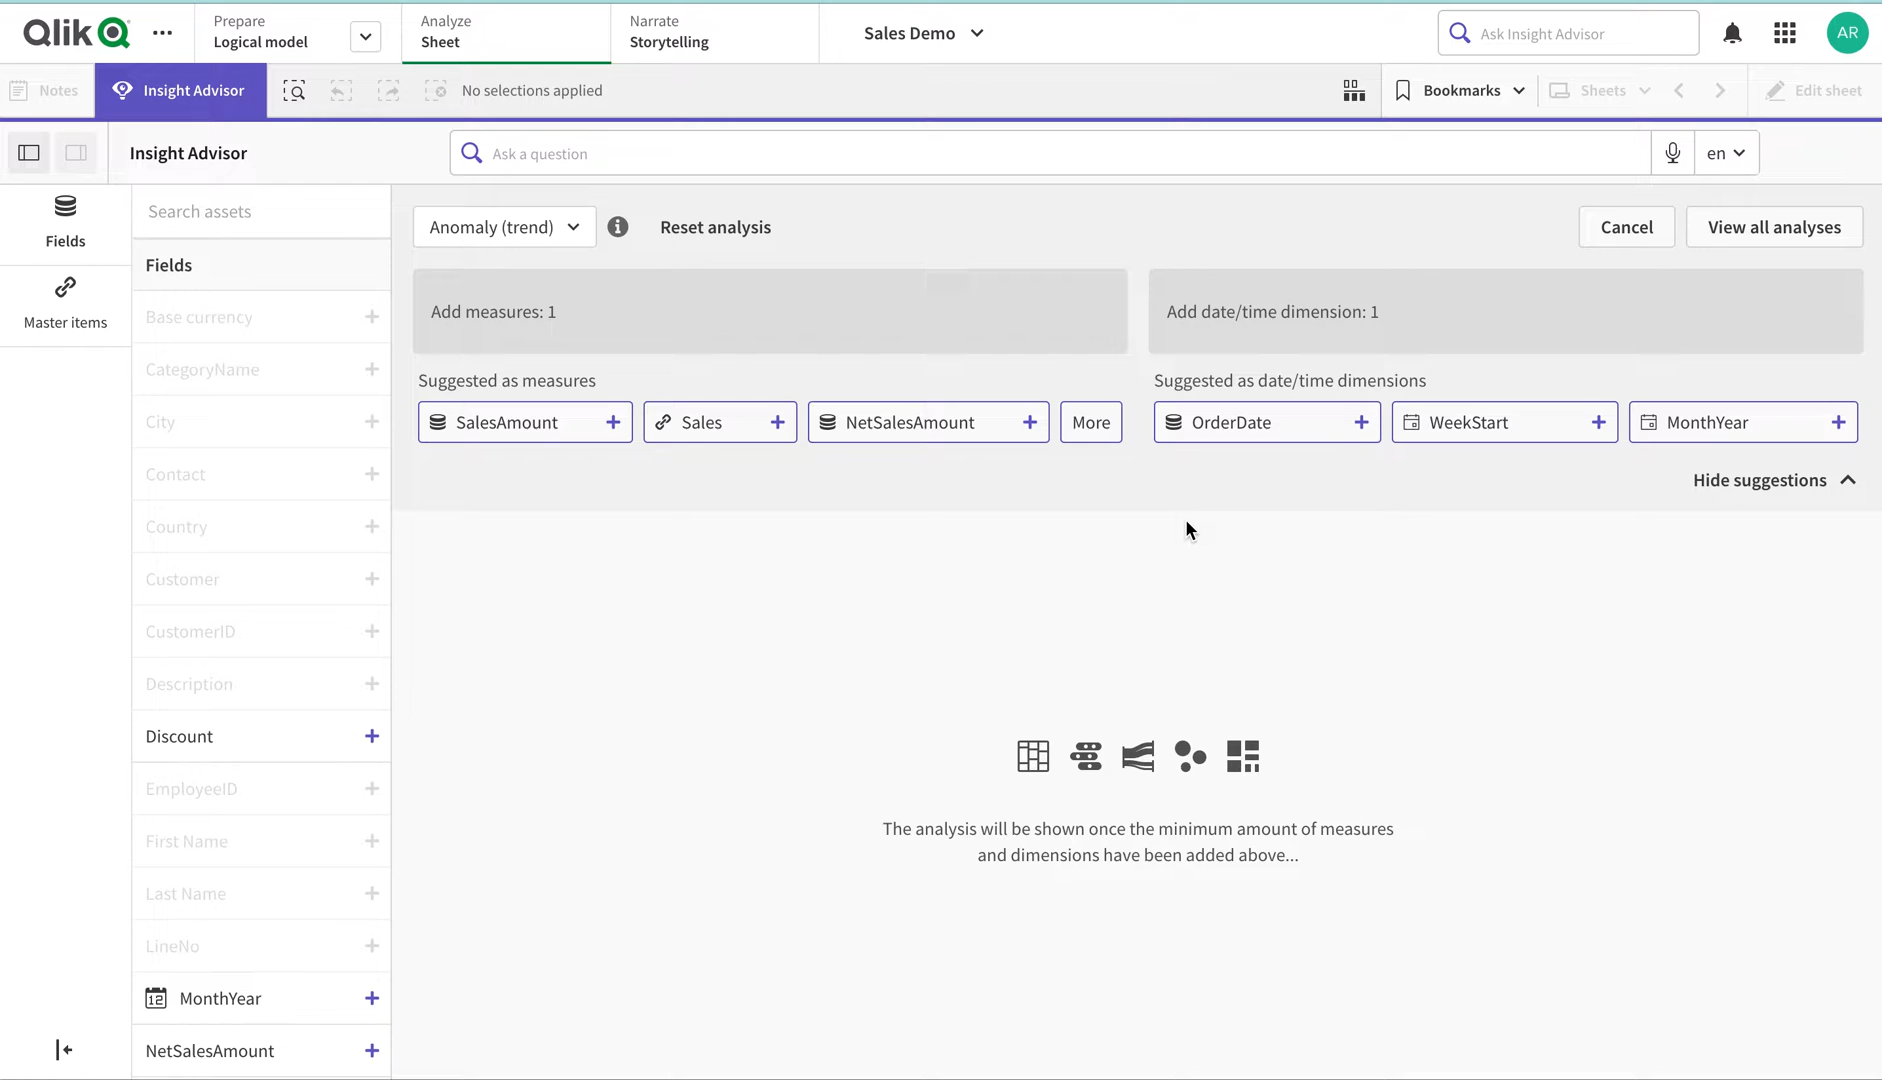 Qlik
Prepare
Logical model
Analyze
Sheet
Narrate
Storytelling
Sales Demo
Ask Insight Advisor
AR
Notes
Insight Advisor
No selections applied
Bookmarks
Sheets
Edit sheet
Insight Advisor
Ask a question
en
Fields
Master items
Search assets
Fields
Base currency
CategoryName
City
Contact
Country
Customer
CustomerID
Description
Discount
EmployeeID
First Name
Last Name
LineNo
12 MonthYear
NetSalesAmount
Anomaly (trend)
Reset analysis
Cancel
View all analyses
Add measures: 1
Add date/time dimension: 1
Suggested as measures
SalesAmount
Sales
NetSalesAmount
More
Suggested as date/time dimensions
OrderDate
WeekStart
MonthYear
Hide suggestions
The analysis will be shown once the minimum amount of measures
and dimensions have been added above...